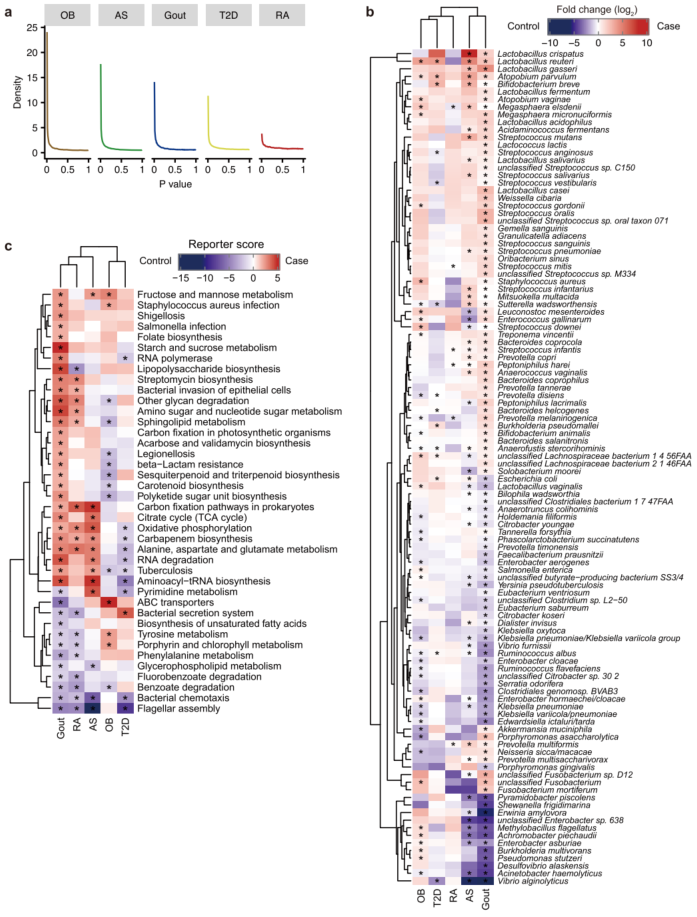 a
OB AS Gout T2D RA
25
20
15
10
5
0
Density
0 0.5 1 0 0.5 1 0 0.5 1 0 0.5 1 0 0.5 1
P value
b
Fold change (log2)
Control Case
−10 −5 0 5 10
Lactobacillus crispatus
Lactobacillus reuteri
Lactobacillus gasseri
Atopobium parvulum
Bifidobacterium breve
Lactobacillus fermentum
Atopobium vaginae
Megasphaera elsdenii
Megasphaera micronuciformis
Lactobacillus acidophilus
Acidaminococcus fermentans
Streptococcus mutans
Lactococcus lactis
Streptococcus anginosus
Lactobacillus salivarius
unclassified Streptococcus sp. C150
Streptococcus salivarius
Streptococcus vestibularis
Lactobacillus casei
Weissella cibaria
Streptococcus gordonii
Streptococcus oralis
unclassified Streptococcus sp. oral taxon 071
Gemella sanguinis
Granulicatella adiacens
Streptococcus sanguinis
Streptococcus pneumoniae
Oribacterium sinus
Streptococcus mitis
unclassified Streptococcus sp. M334
Staphylococcus aureus
Streptococcus infantarius
Mitsuokella multacida
Sutterella wadsworthensis
Leuconostoc mesenteroides
Enterococcus gallinarum
Streptococcus downei
Treponema vincentii
Bacteroides coprocola
Streptococcus infantis
Prevotella copri
Peptoniphilus harei
Anaerococcus vaginalis
Bacteroides coprophilus
Prevotella tannerae
Prevotella disiens
Peptoniphilus lacrimalis
Bacteroides helcogenes
Prevotella melaninogenica
Burkholderia pseudomallei
Bifidobacterium animalis
Bacteroides salanitronis
Anaerofustis stercorihominis
unclassified Lachnospiraceae bacterium 1 4 56FAA
unclassified Lachnospiraceae bacterium 2 1 46FAA
Solobacterium moorei
Escherichia coli
Lactobacillus vaginalis
Bilophila wadsworthia
unclassified Clostridiales bacterium 1 7 47FAA
Anaerotruncus colihominis
Holdemania filiformis
Citrobacter youngae
Tannerella forsythia
Phascolarctobacterium succinatutens
Prevotella timonensis
Faecalibacterium prausnitzii
Enterobacter aerogenes
Salmonella enterica
unclassified butyrate−producing bacterium SS3/4
Yersinia pseudotuberculosis
Eubacterium ventriosum
unclassified Clostridium sp. L2−50
Eubacterium saburreum
Citrobacter koseri
Dialister invisus
Klebsiella oxytoca
Klebsiella pneumoniae/Klebsiella variicola group
Vibrio furnissii
Ruminococcus albus
Enterobacter cloacae
Ruminococcus flavefaciens
unclassified Citrobacter sp. 30 2
Serratia odorifera
Clostridiales genomosp. BVAB3
Enterobacter hormaechei/cloacae
Klebsiella pneumoniae
Klebsiella variicola/pneumoniae
Edwardsiella ictaluri/tarda
Akkermansia muciniphila
Porphyromonas asaccharolytica
Prevotella multiformis
Neisseria sicca/macacae
Prevotella multisaccharivorax
Porphyromonas gingivalis
unclassified Fusobacterium sp. D12
unclassified Fusobacterium
Fusobacterium mortiferum
Pyramidobacter piscolens
Shewanella frigidimarina
Erwinia amylovora
unclassified Enterobacter sp. 638
Methylobacillus flagellatus
Achromobacter piechaudii
Enterobacter asburiae
Burkholderia multivorans
Pseudomonas stutzeri
Desulfovibrio alaskensis
Acinetobacter haemolyticus
Vibrio alginolyticus
OB T2D RA AS Gout
c
Reporter score
Control Case
−15 −5 0 5
Fructose and mannose metabolism
Staphylococcus aureus infection
Shigellosis
Salmonella infection
Folate biosynthesis
Starch and sucrose metabolism
RNA polymerase
Lipopolysaccharide biosynthesis
Streptomycin biosynthesis
Bacterial invasion of epithelial cells
Other glycan degradation
Amino sugar and nucleotide sugar metabolism
Sphingolipid metabolism
Carbon fixation in photosynthetic organisms
Acarbose and validamycin biosynthesis
Legionellosis
beta−Lactam resistance
Sesquiterpenoid and triterpenoid biosynthesis
Carotenoid biosynthesis
Polyketide sugar unit biosynthesis
Carbon fixation pathways in prokaryotes
Citrate cycle (TCA cycle)
Oxidative phosphorylation
Carbapenem biosynthesis
Alanine, aspartate and glutamate metabolism
RNA degradation
Tuberculosis
Aminoacyl−tRNA biosynthesis
Pyrimidine metabolism
ABC transporters
Bacterial secretion system
Biosynthesis of unsaturated fatty acids
Tyrosine metabolism
Porphyrin and chlorophyll metabolism
Phenylalanine metabolism
Glycerophospholipid metabolism
Fluorobenzoate degradation
Benzoate degradation
Bacterial chemotaxis
Flagellar assembly
Gout RA AS OB T2D